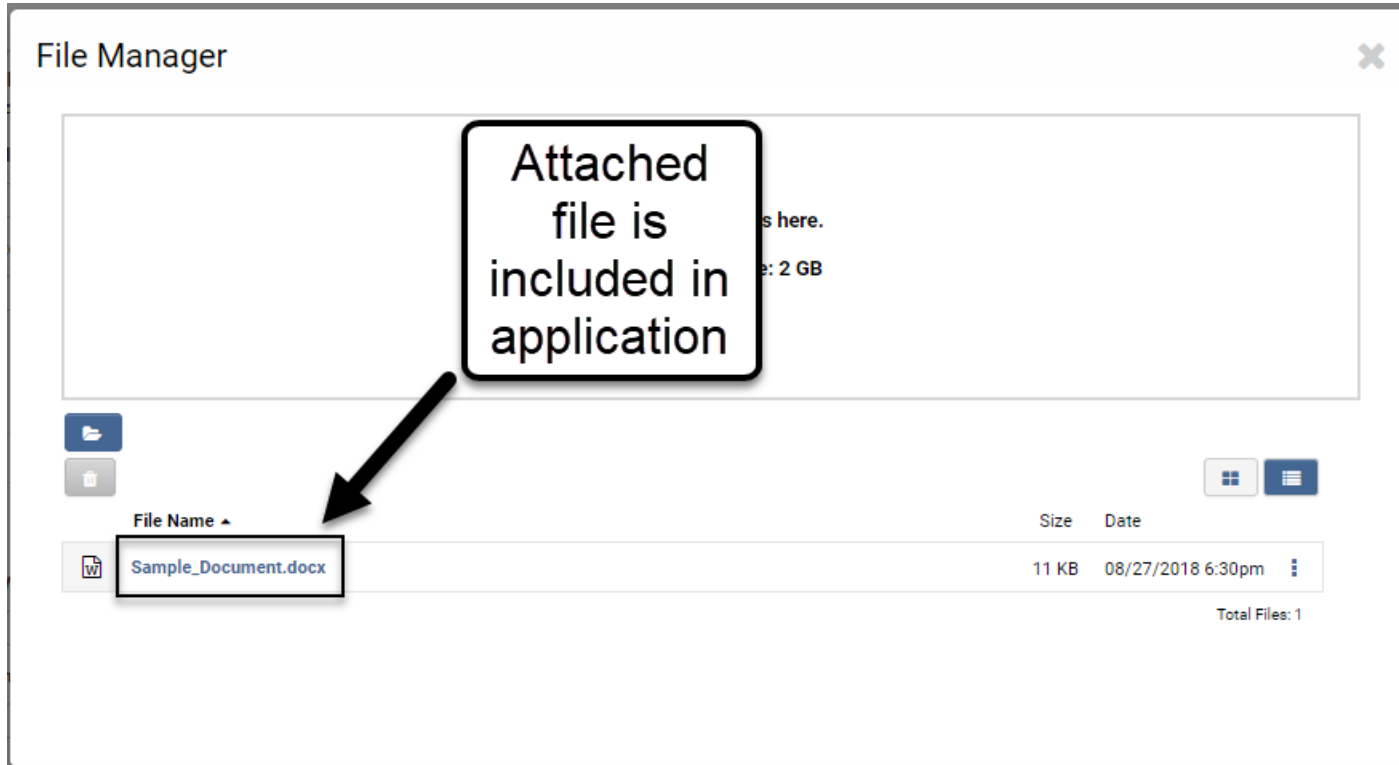 File Manager
Attached
file is
included in
application
s here.
: 2 GB
File Name
Size Date
Sample_Document.docx 11 KB 08/27/2018 6:30pm
Total Files: 1